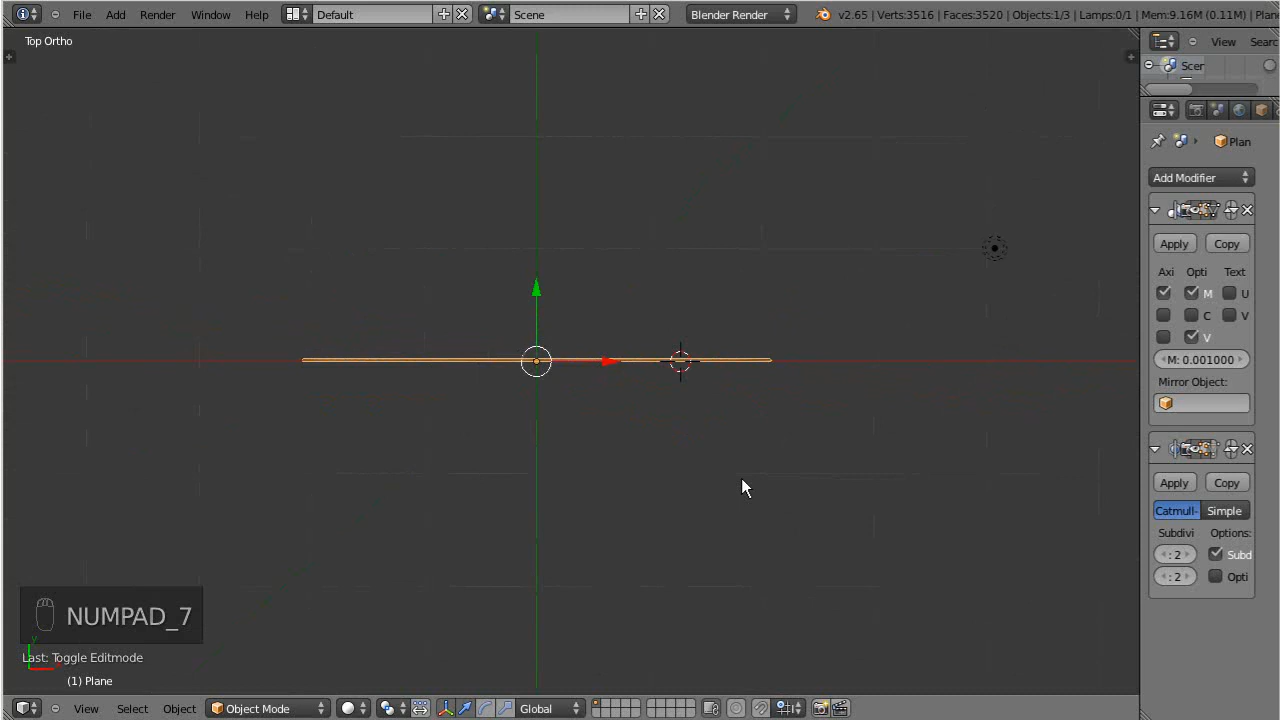 File Add Render Window Help Default Scene Blender Render v2.65 | Verts:3516 | Faces:3520 | Objects:1/3 | Lamps:0/1 | Mem:9.16M (0.11M) | Plan
Top Ortho
View Searc
Scer
Plan
Add Modifier
Apply Copy
Axi Opti Text
M U
C V
V
M: 0.001000
Mirror Object:
Apply Copy
Catmull- Simple
Subdivi Options:
: 2 Subd
: 2 Opti
NUMPAD_7
y
Last: Toggle Editmode
(1) Plane
View Select Object Object Mode Global